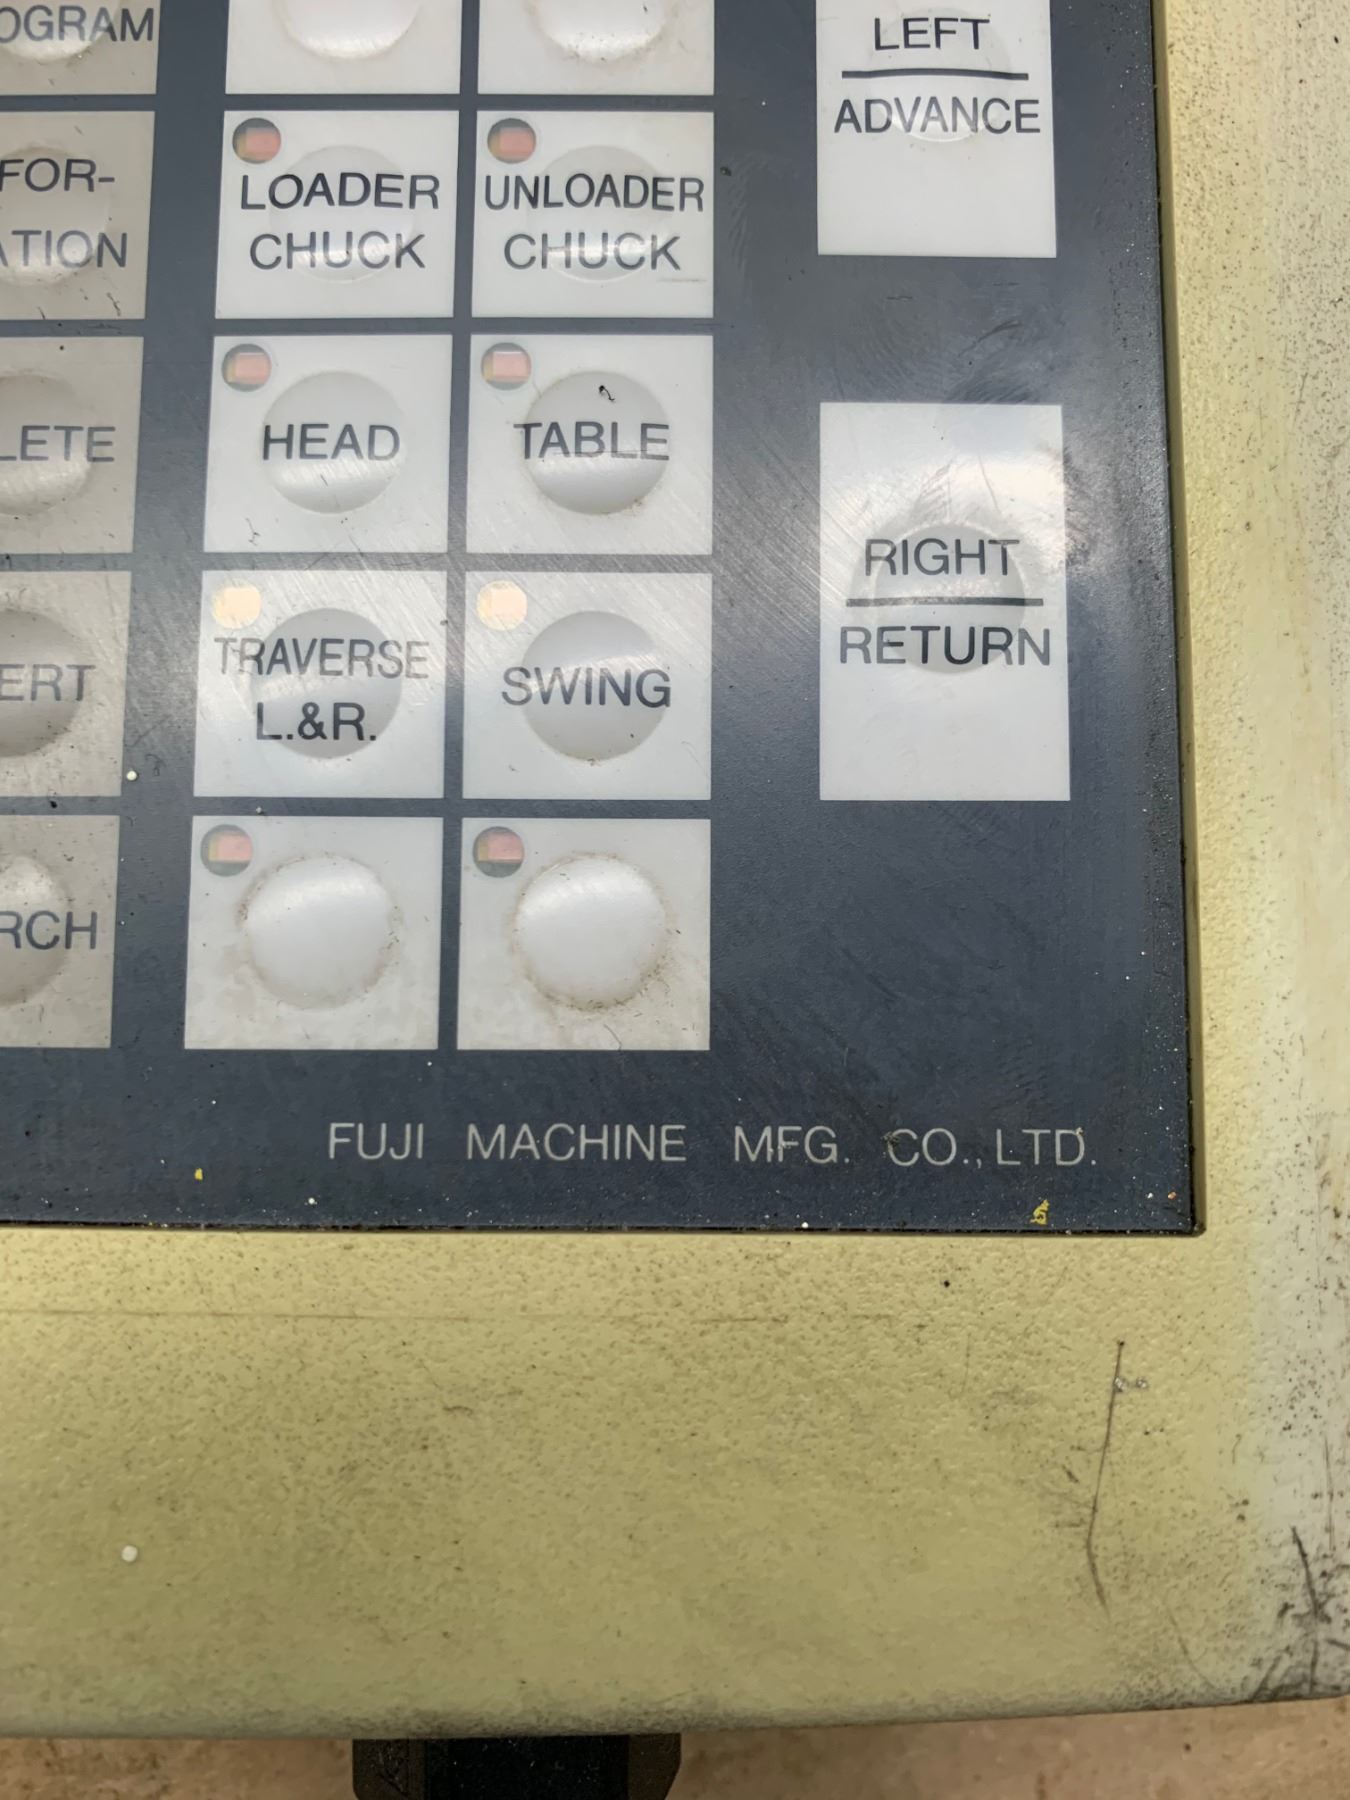 OGRAM
LEFT
ADVANCE
FOR-
ATION
LOADER
CHUCK
UNLOADER
CHUCK
LETE
HEAD
TABLE
RIGHT
RETURN
ERT
TRAVERSE
L.&R.
SWING
RCH
FUJI MACHINE MFG. CO., LTD.